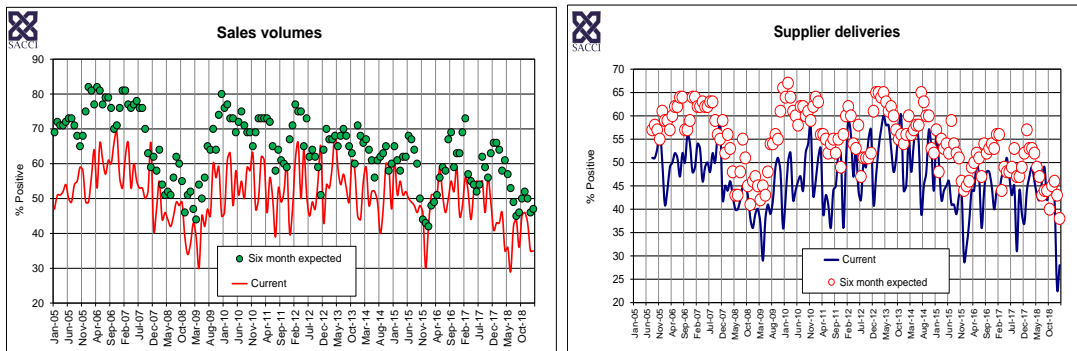 SACCI
Sales volumes
% Positive
90
80
70
60
50
40
30
20
Six month expected
Current
Jan-05
Jun-05
Nov-05
Apr-06
Sep-06
Feb-07
Jul-07
Dec-07
May-08
Oct-08
Mar-09
Aug-09
Jan-10
Jun-10
Nov-10
Apr-11
Sep-11
Feb-12
Jul-12
Dec-12
May-13
Oct-13
Mar-14
Aug-14
Jan-15
Jun-15
Nov-15
Apr-16
Sep-16
Feb-17
Jul-17
Dec-17
May-18
Oct-18
SACCI
Supplier deliveries
% Positive
70
65
60
55
50
45
40
35
30
25
20
Current
Six month expected
Jan-05
Jun-05
Nov-05
Apr-06
Sep-06
Feb-07
Jul-07
Dec-07
May-08
Oct-08
Mar-09
Aug-09
Jan-10
Jun-10
Nov-10
Apr-11
Sep-11
Feb-12
Jul-12
Dec-12
May-13
Oct-13
Mar-14
Aug-14
Jan-15
Jun-15
Nov-15
Apr-16
Sep-16
Feb-17
Jul-17
Dec-17
May-18
Oct-18